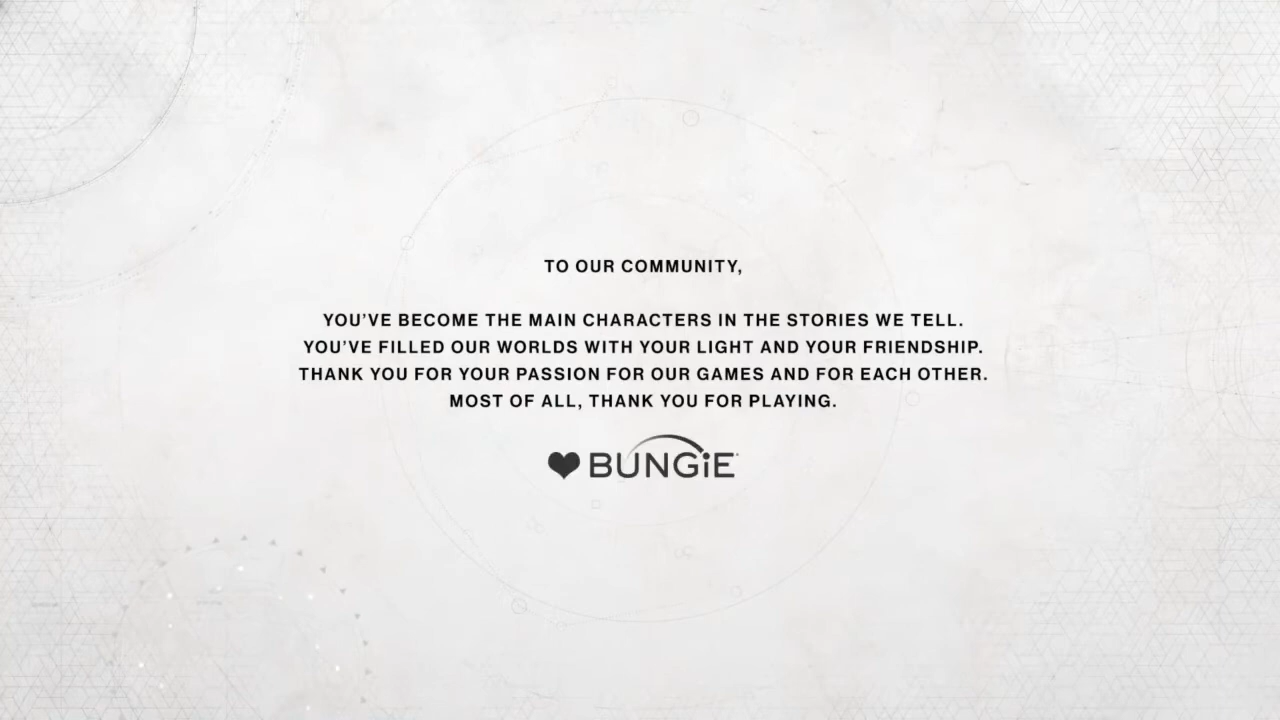 TO OUR COMMUNITY,
YOU'VE BECOME THE MAIN CHARACTERS IN THE STORIES WE TELL.
YOU'VE FILLED OUR WORLDS WITH YOUR LIGHT AND YOUR FRIENDSHIP.
THANK YOU FOR YOUR PASSION FOR OUR GAMES AND FOR EACH OTHER.
MOST OF ALL, THANK YOU FOR PLAYING.
BUNGiE